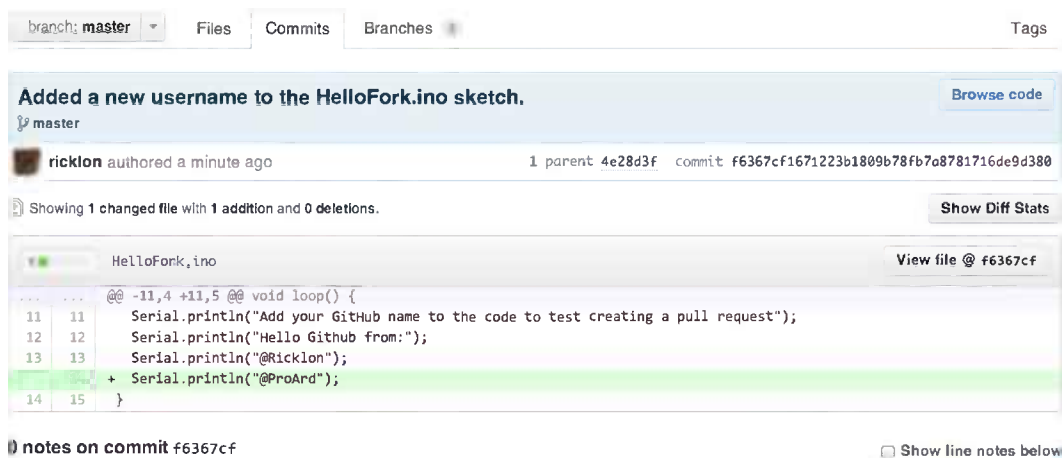 branch: master Files Commits Branches Tags
Added a new username to the HelloFork.ino sketch. Browse code
master
ricklon authored a minute ago 1 parent 4e28d3f commit f6367cf1671223b1809b78fb7a8781716de9d380
Showing 1 changed file with 1 addition and 0 deletions. Show Diff Stats
HelloFork.ino View file @ f6367cf
... ... @@ -11,4 +11,5 @@ void loop() {
11 11 Serial.println("Add your GitHub name to the code to test creating a pull request");
12 12 Serial.println("Hello Github from:");
13 13 Serial.println("@Ricklon");
+ Serial.println("@ProArd");
14 15 }
notes on commit f6367cf Show line notes below